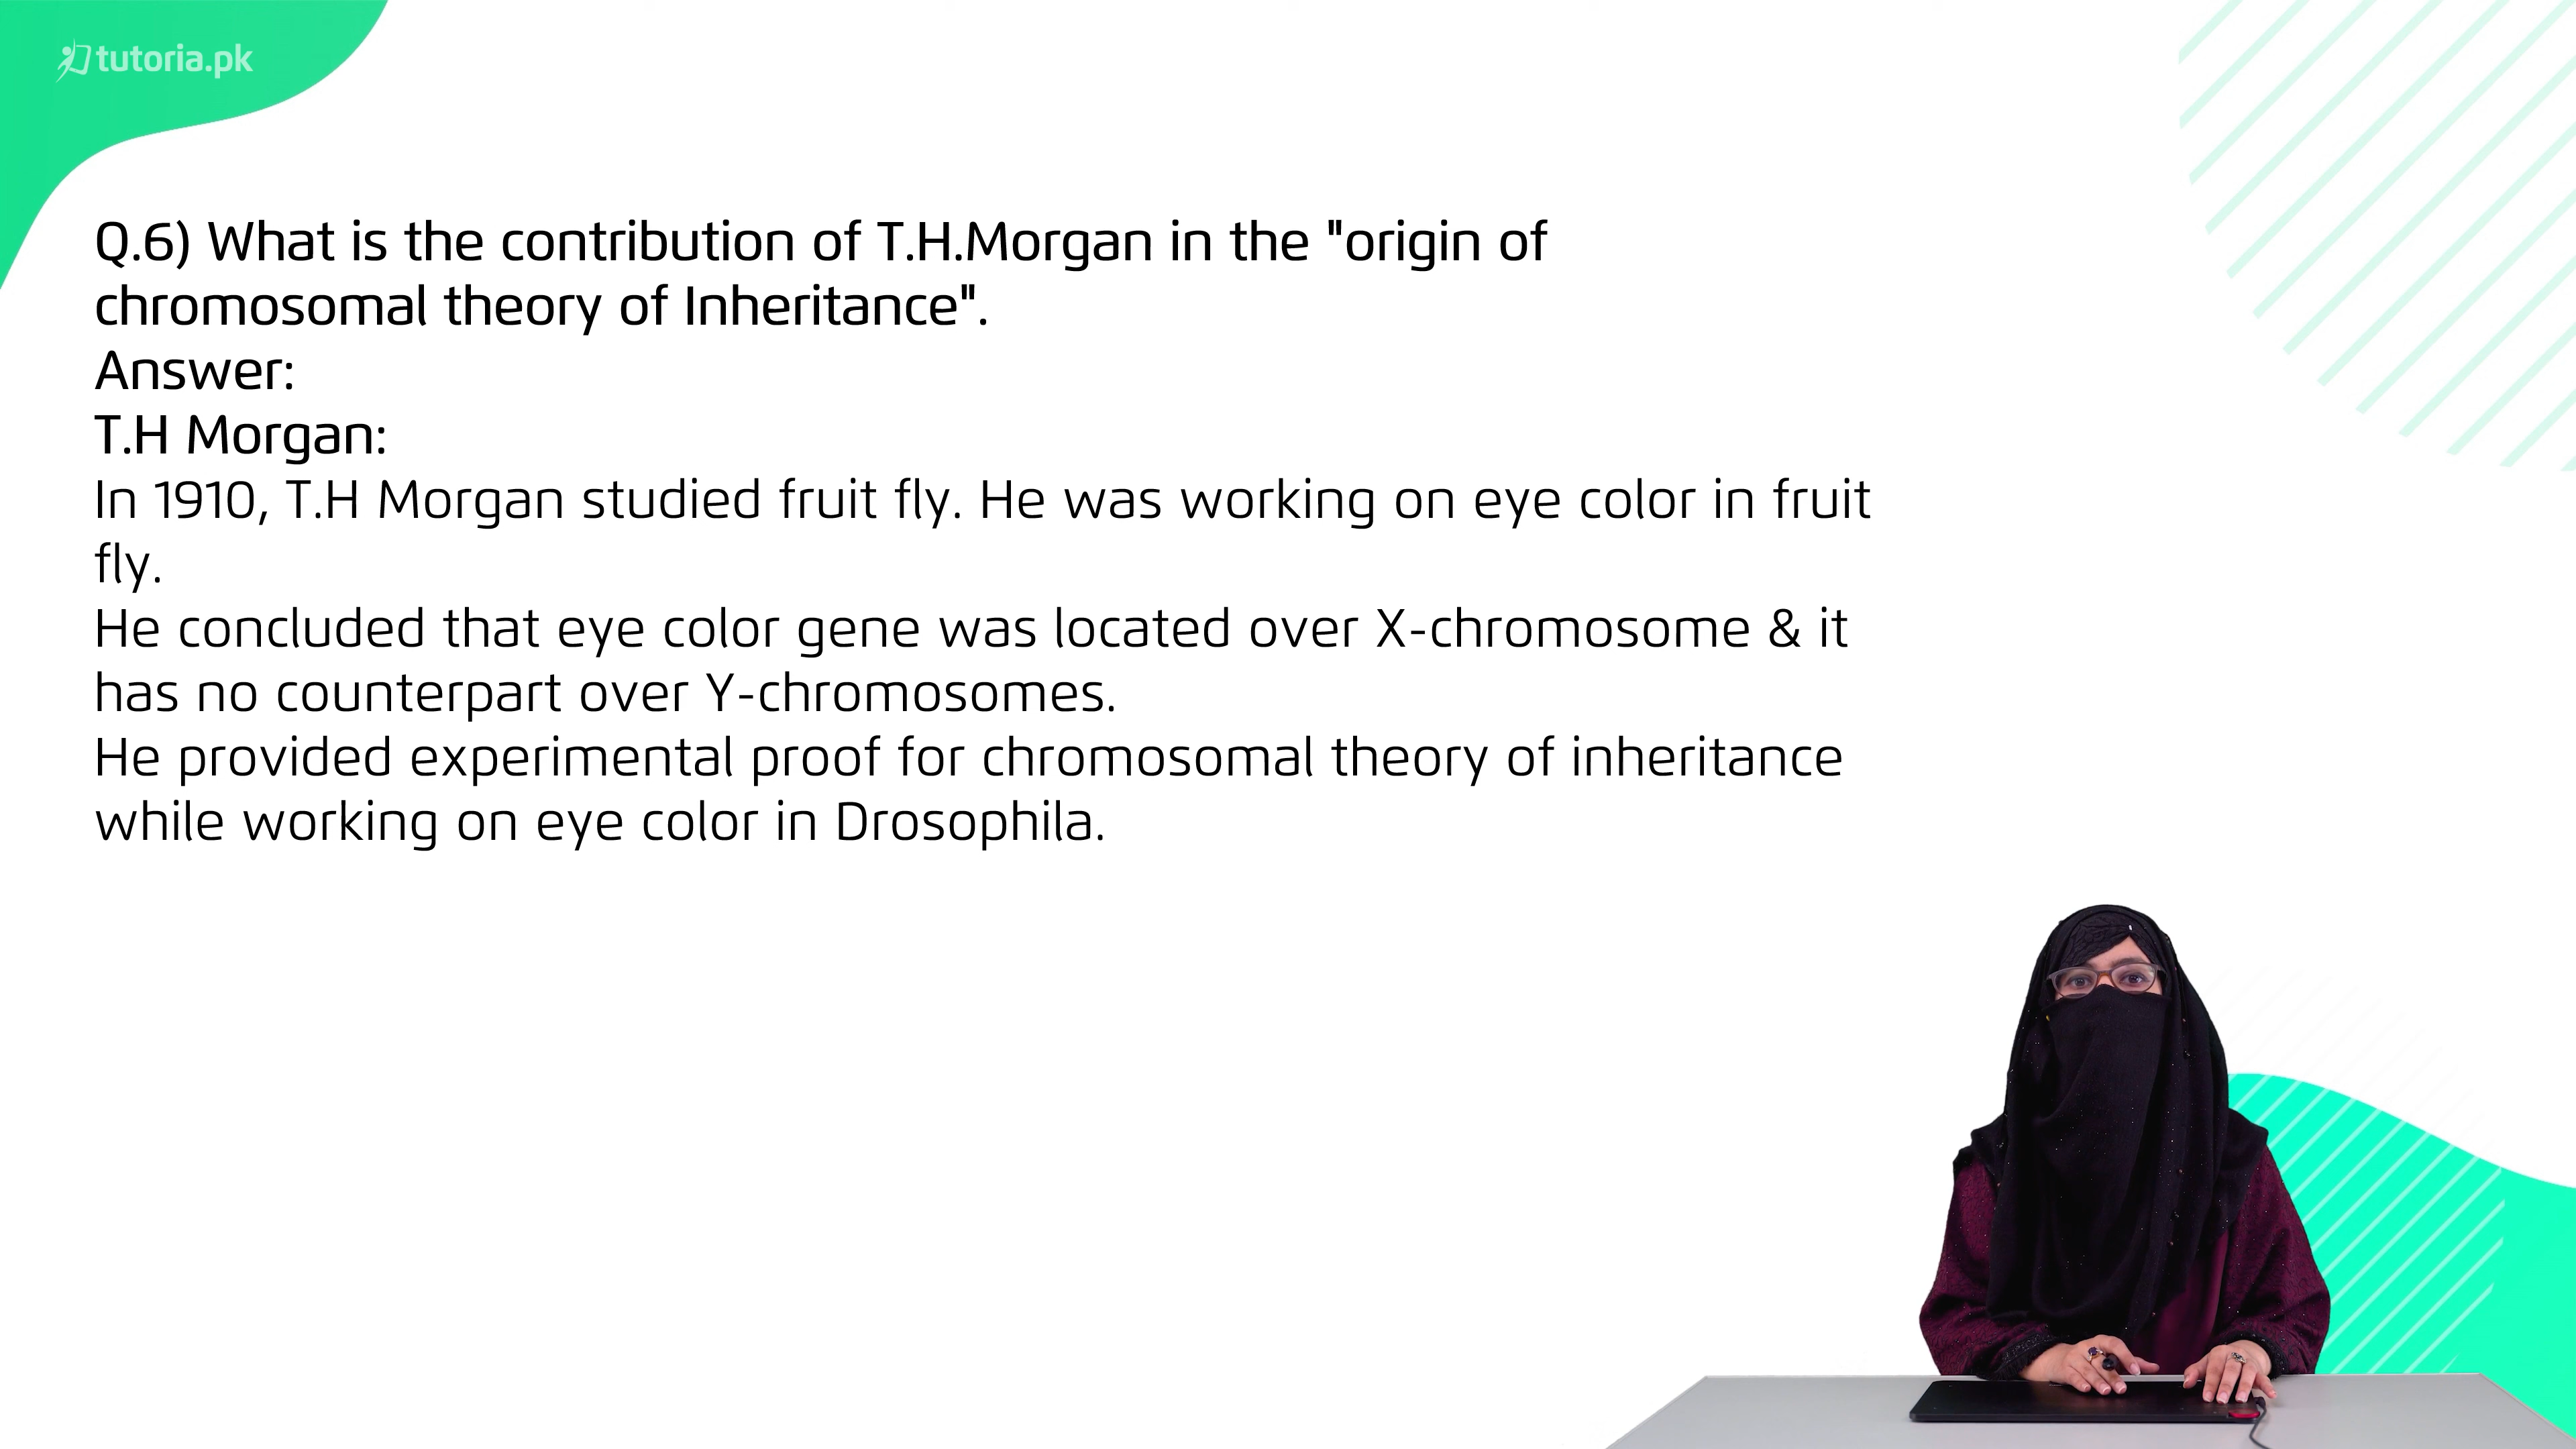 tutoria.pk
Q.6) What is the contribution of T.H.Morgan in the "origin of
chromosomal theory of Inheritance".
Answer:
T.H Morgan:
In 1910, T.H Morgan studied fruit fly. He was working on eye color in fruit
fly.
He concluded that eye color gene was located over X-chromosome & it
has no counterpart over Y-chromosomes.
He provided experimental proof for chromosomal theory of inheritance
while working on eye color in Drosophila.